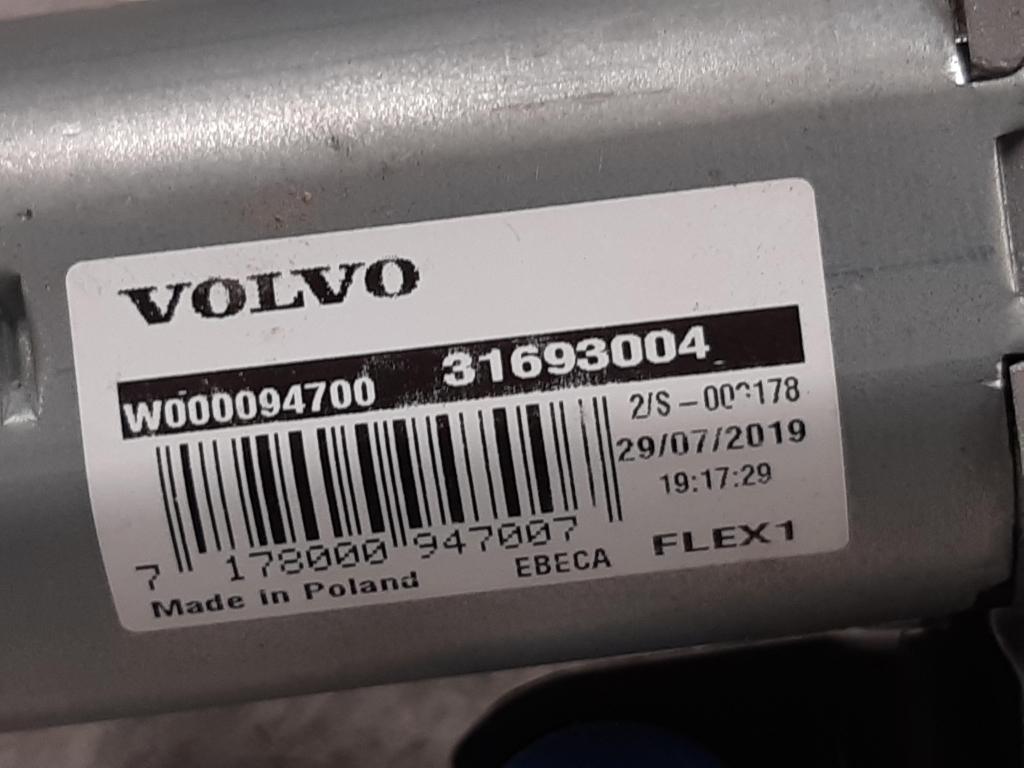 VOLVO
W000094700 31693004
29/07/2019
19:17:29
7 178000 947007
Made in Poland EBECA FLEX1